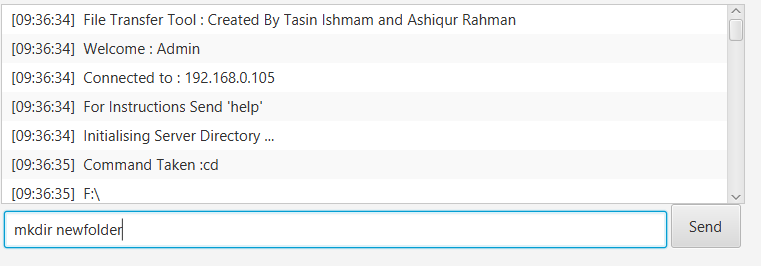 [09:36:34] File Transfer Tool : Created By Tasin Ishmam and Ashiqur Rahman
[09:36:34] Welcome : Admin
[09:36:34] Connected to : 192.168.0.105
[09:36:34] For Instructions Send 'help'
[09:36:34] Initialising Server Directory ...
[09:36:35] Command Taken :cd
[09:36:35] F:\
mkdir newfolder
Send